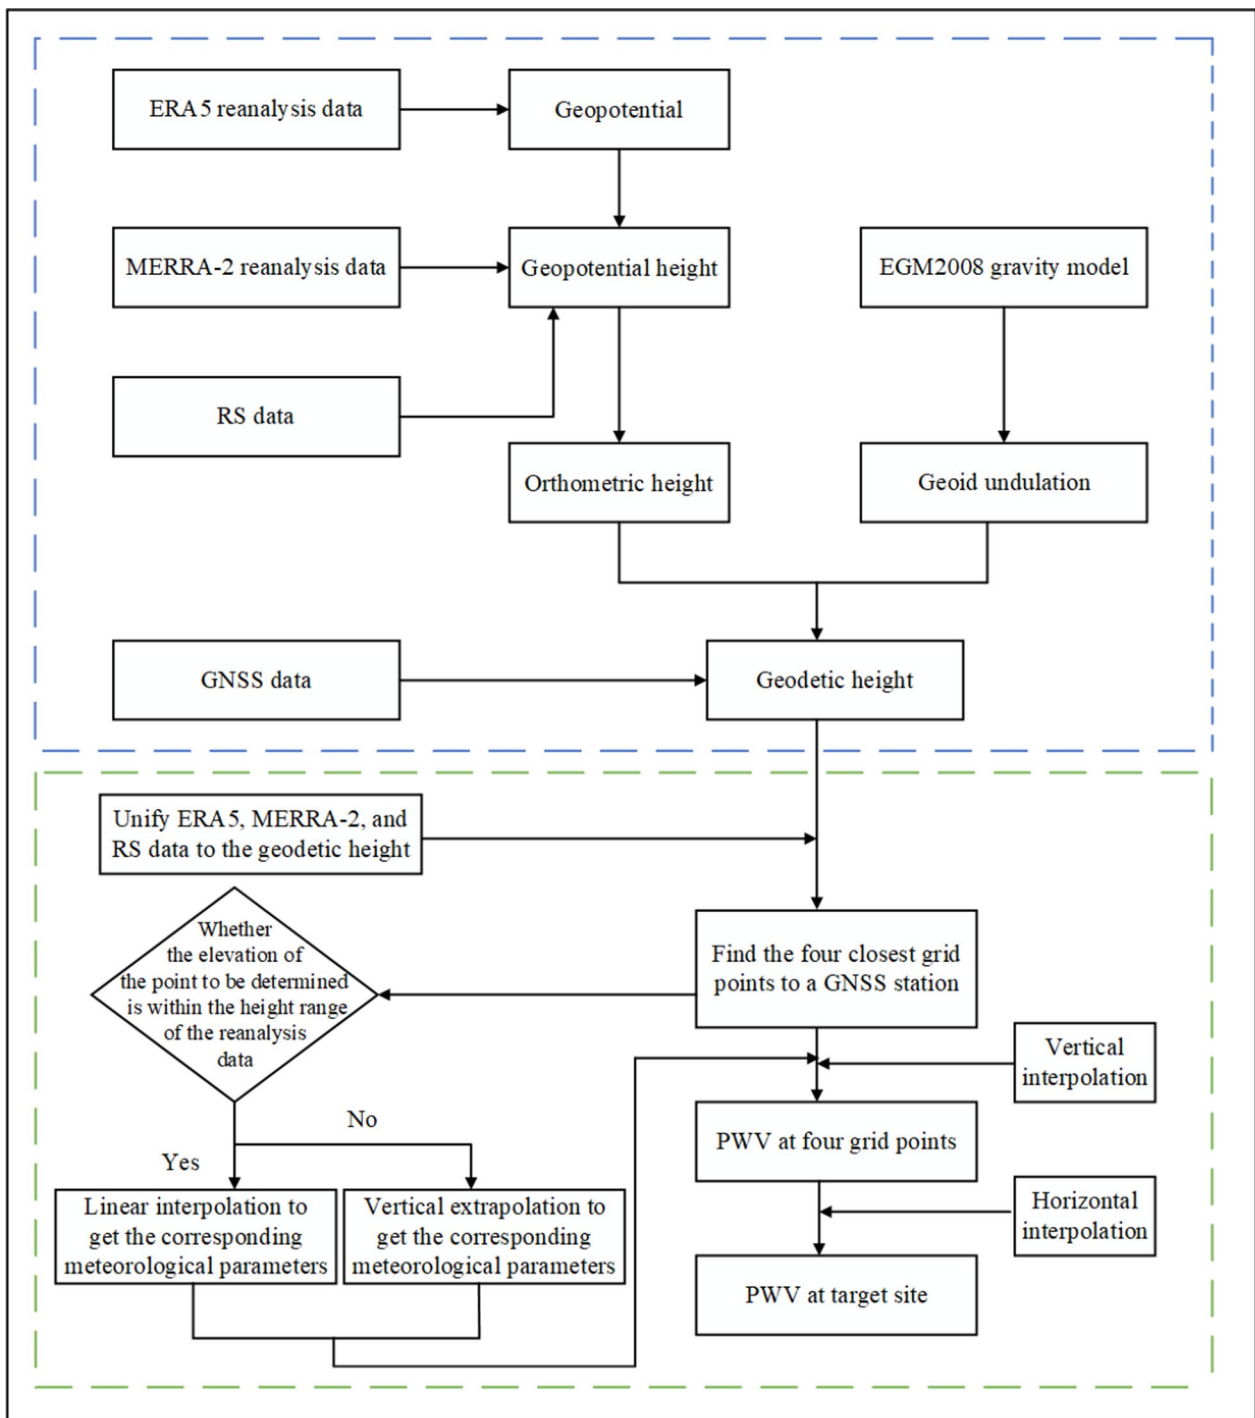 ERA5 reanalysis data
Geopotential
MERRA-2 reanalysis data
Geopotential height
EGM2008 gravity model
RS data
Orthometric height
Geoid undulation
GNSS data
Geodetic height
Unify ERA5, MERRA-2, and
RS data to the geodetic height
Whether
the elevation of
the point to be determined
is within the height range
of the reanalysis
data
Find the four closest grid
points to a GNSS station
Vertical
interpolation
No
Yes
PWV at four grid points
Linear interpolation to
get the corresponding
meteorological parameters
Vertical extrapolation to
get the corresponding
meteorological parameters
Horizontal
interpolation
PWV at target site